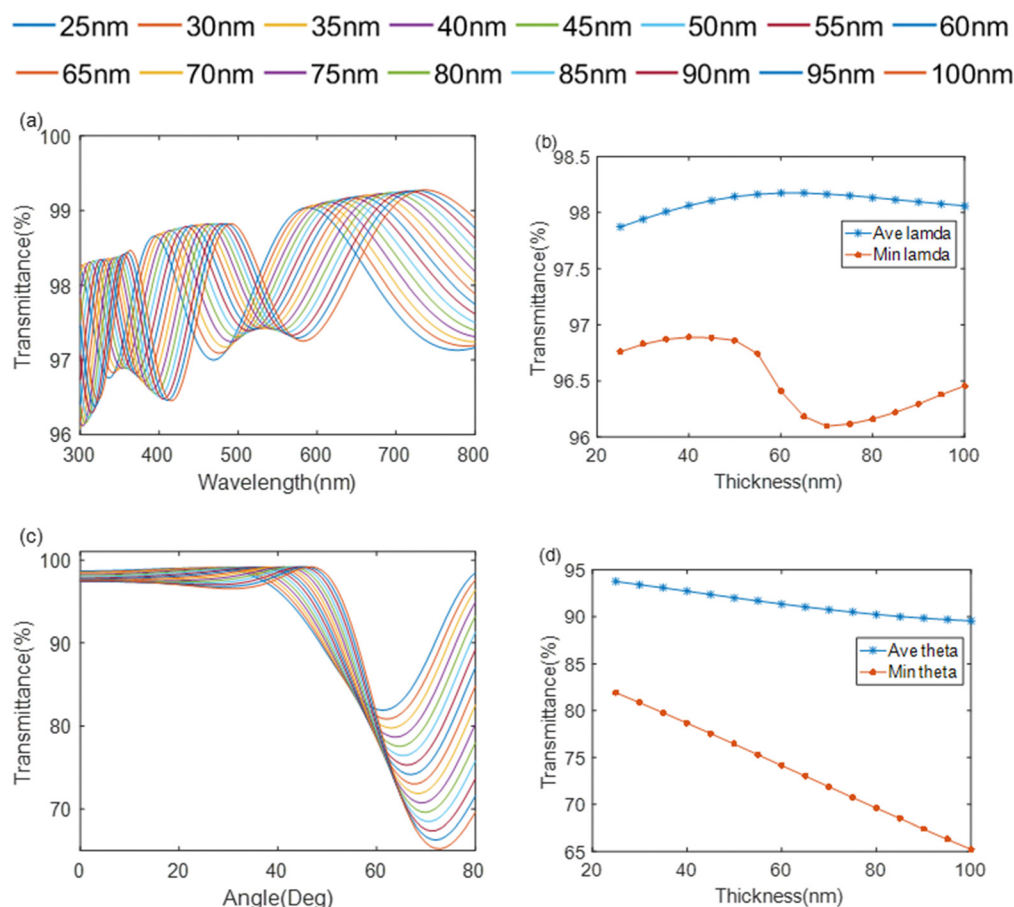 25nm 30nm 35nm 40nm 45nm 50nm 55nm 60nm
65nm 70nm 75nm 80nm 85nm 90nm 95nm 100nm
(a)
100
99
98
97
96
Transmittance(%)
300 400 500 600 700 800
Wavelength(nm)
(b)
98.5
98
97.5
97
96.5
96
Transmittance(%)
Ave lamda
Min lamda
20 40 60 80 100
Thickness(nm)
(c)
100
90
80
70
Transmittance(%)
0 20 40 60 80
Angle(Deg)
(d)
95
90
85
80
75
70
65
Transmittance(%)
Ave theta
Min theta
20 40 60 80 100
Thickness(nm)